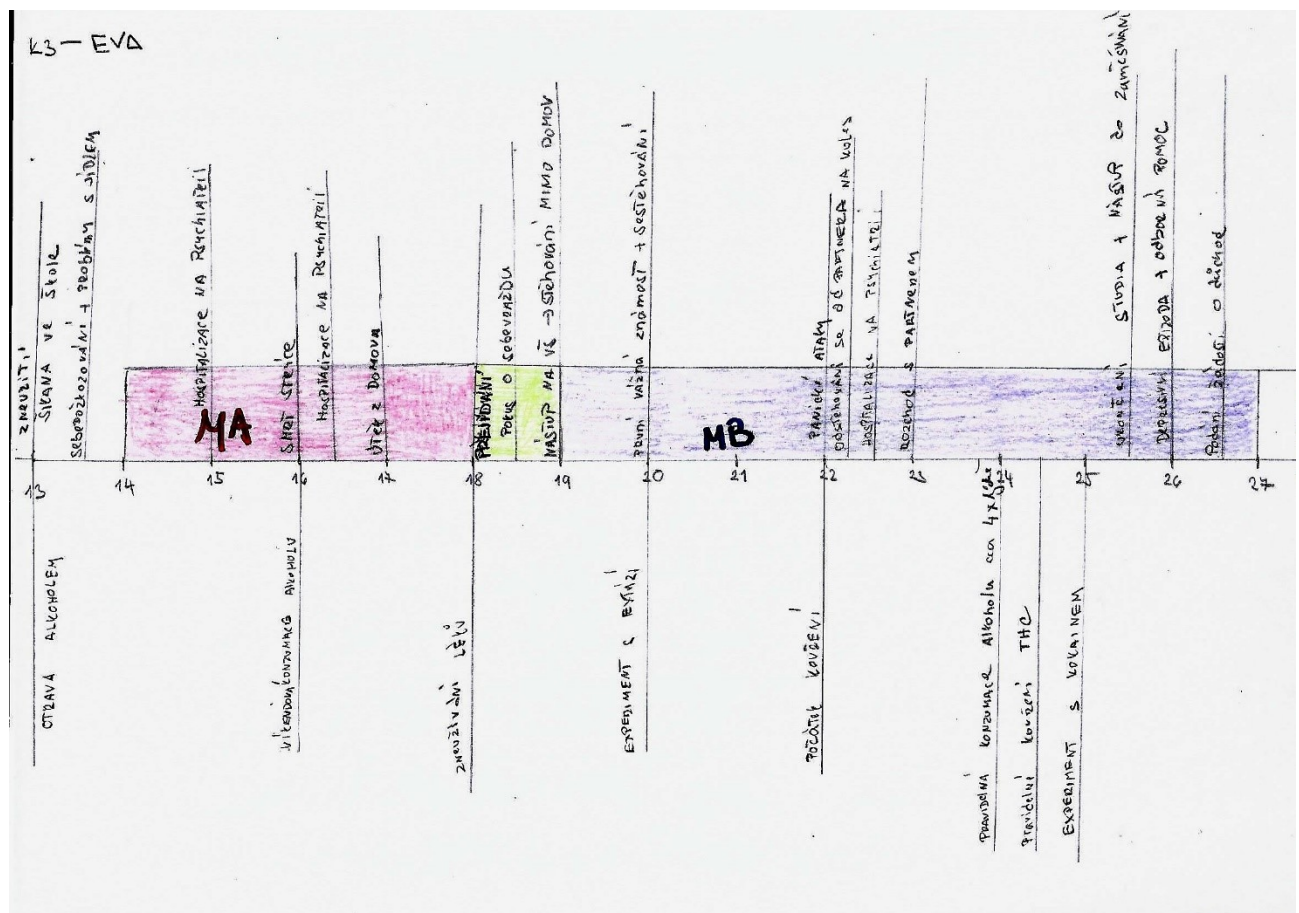 K3 - EVA
ZNEUŽITÍ
ŠIKANA VE ŠKOLE
SEBEPOŠKOZOVÁNÍ + PROBLÉMY S JÍDLEM
HOSPITALIZACE NA PSYCHIATRII
SMRT STRÝCE
HOSPITALIZACE NA PSYCHIATRII
ÚTĚK Z DOMOVA
POKUS O SEBEVRAŽDU
NÁSTUP NA VŠ → STĚHOVÁNÍ MIMO DOMOV
PRVNÍ VÁŽNÁ ZNÁMOST + SESTĚHOVÁNÍ
PANICKÉ ATAKY
ODSTĚHOVÁNÍ SE OD PARTNERA NA KOLEJ
HOSPITALIZACE NA PSYCHIATRII
ROZCHOD S PARTNEREM
UKONČENÍ STUDIA + NÁSTUP DO ZAMĚSTNÁNÍ
DEPRESIVNÍ EPIZODA + ODBORNÁ POMOC
PODÁNÍ ŽÁDOSTI O DŮCHOD
MA
MB
13 14 15 16 17 18 19 20 21 22 23 24 25 26 27
OTRAVA ALKOHOLEM
VÍKENDOVÁ KONZUMACE ALKOHOLU
ZNEUŽÍVÁNÍ LÉKŮ
EXPERIMENT S EXTÁZÍ
POČÁTEK KOUŘENÍ
PRAVIDELNÁ KONZUMACE ALKOHOLU CCA 4x
PRAVIDELNÉ KOUŘENÍ THC
EXPERIMENT S KOKAINEM